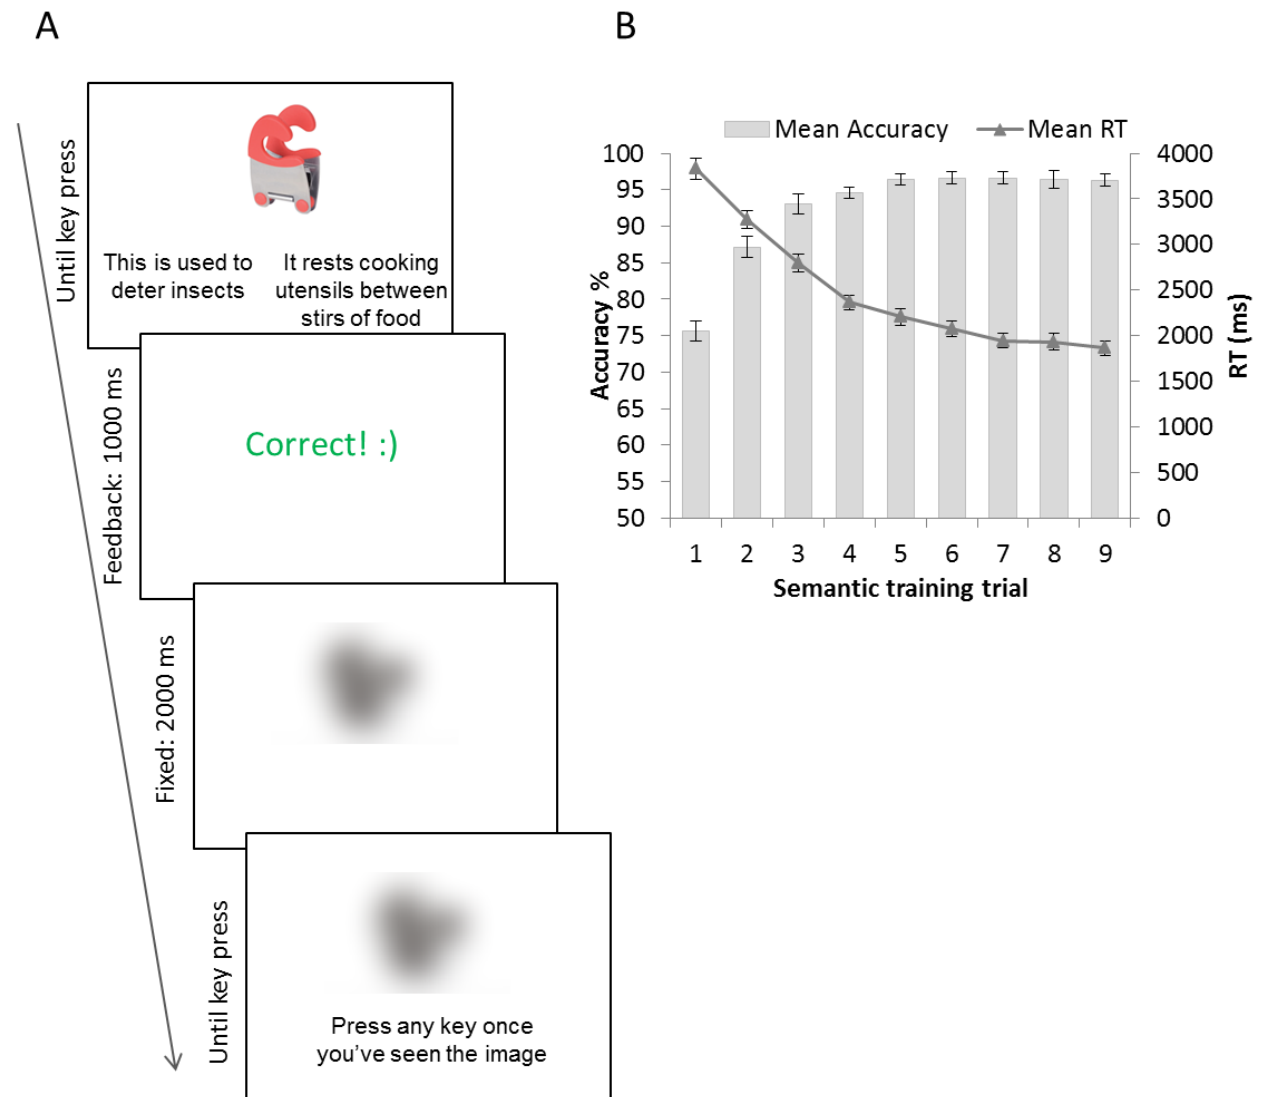 A
Until key press
This is used to
deter insects
It rests cooking
utensils between
stirs of food
Feedback: 1000 ms
Correct! :)
Fixed: 2000 ms
Until key press
Press any key once
you've seen the image
B
Mean Accuracy
Mean RT
Accuracy %
100
95
90
85
80
75
70
65
60
55
50
4000
3500
3000
2500
2000
1500
1000
500
0
RT (ms)
1 2 3 4 5 6 7 8 9
Semantic training trial